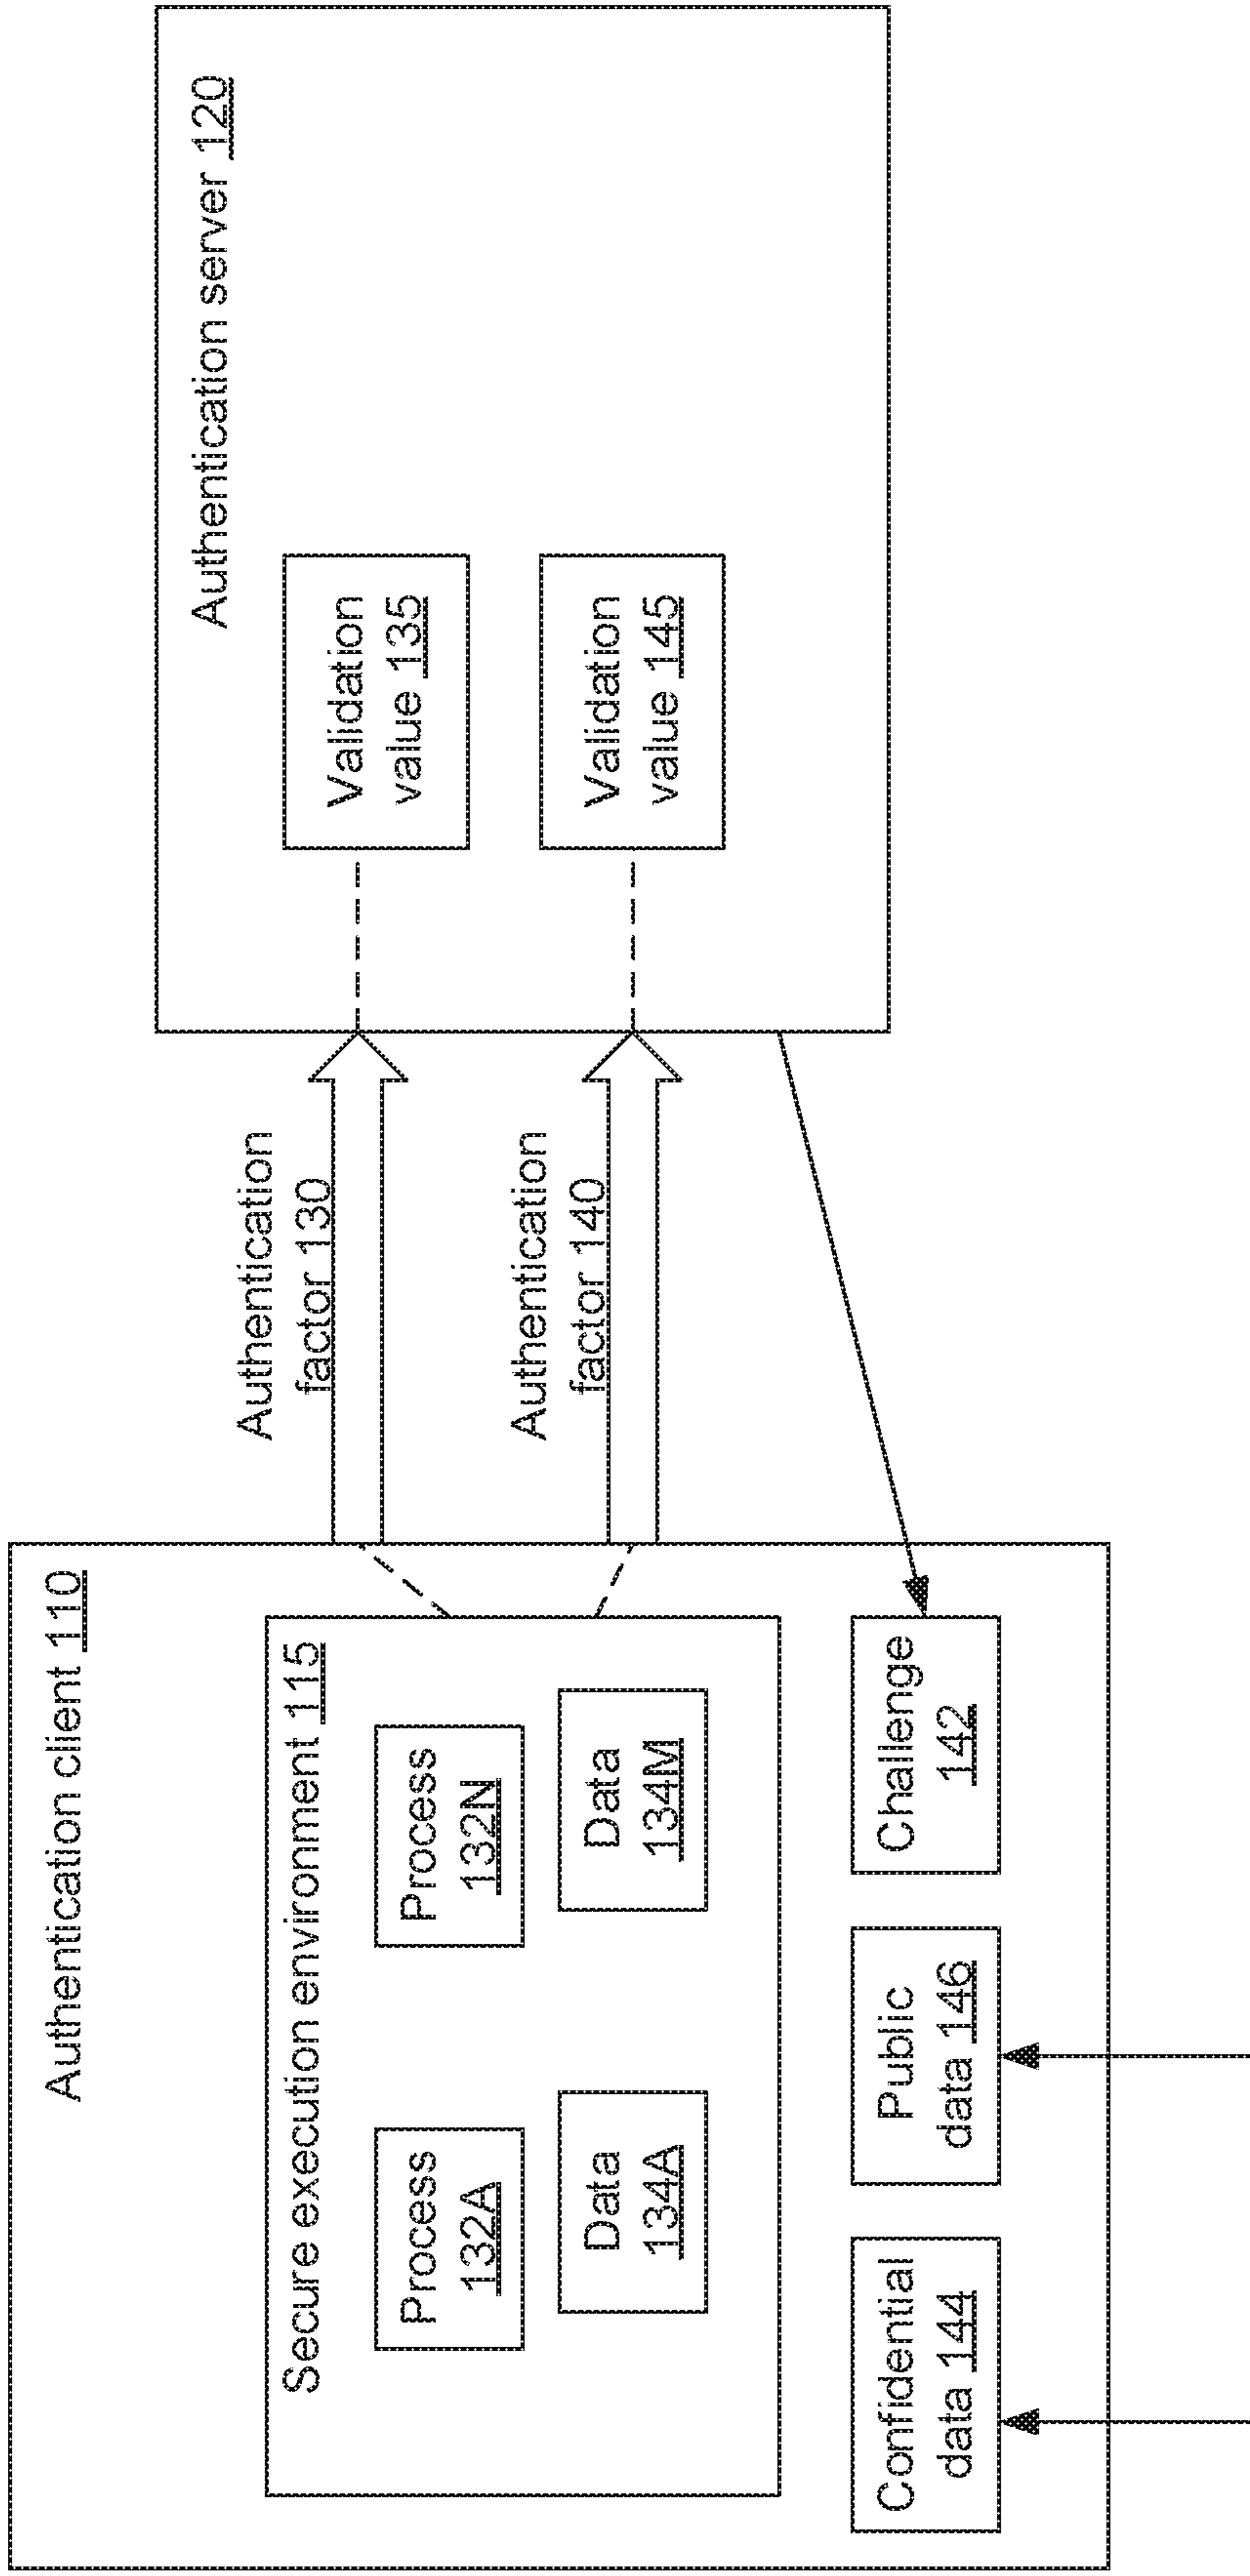 Authentication client 110
Secure execution environment 115
Process
132A
Process
132N
Data
134A
Data
134M
Confidential
data 144
Public
data 146
Challenge
142
Authentication
factor 130
Authentication
factor 140
Authentication server 120
Validation
value 135
Validation
value 145